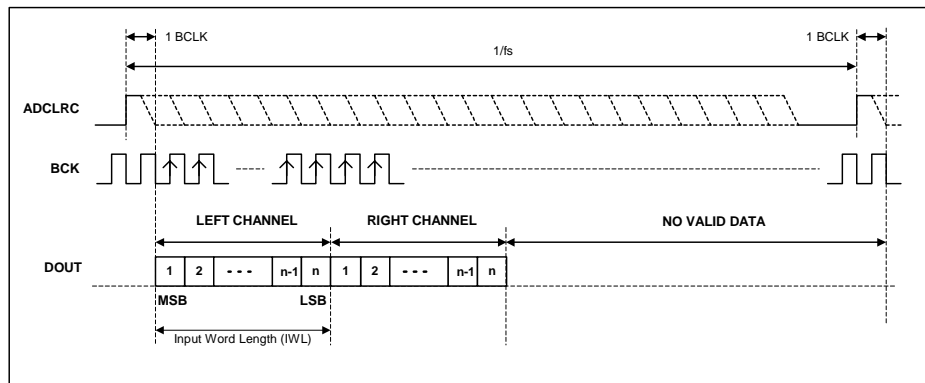 1 BCLK
1 BCLK
1/fs
ADCLRC
BCK
LEFT CHANNEL
RIGHT CHANNEL
NO VALID DATA
DOUT
1 2 - - - n-1 n 1 2 - - - n-1 n
MSB
LSB
Input Word Length (IWL)